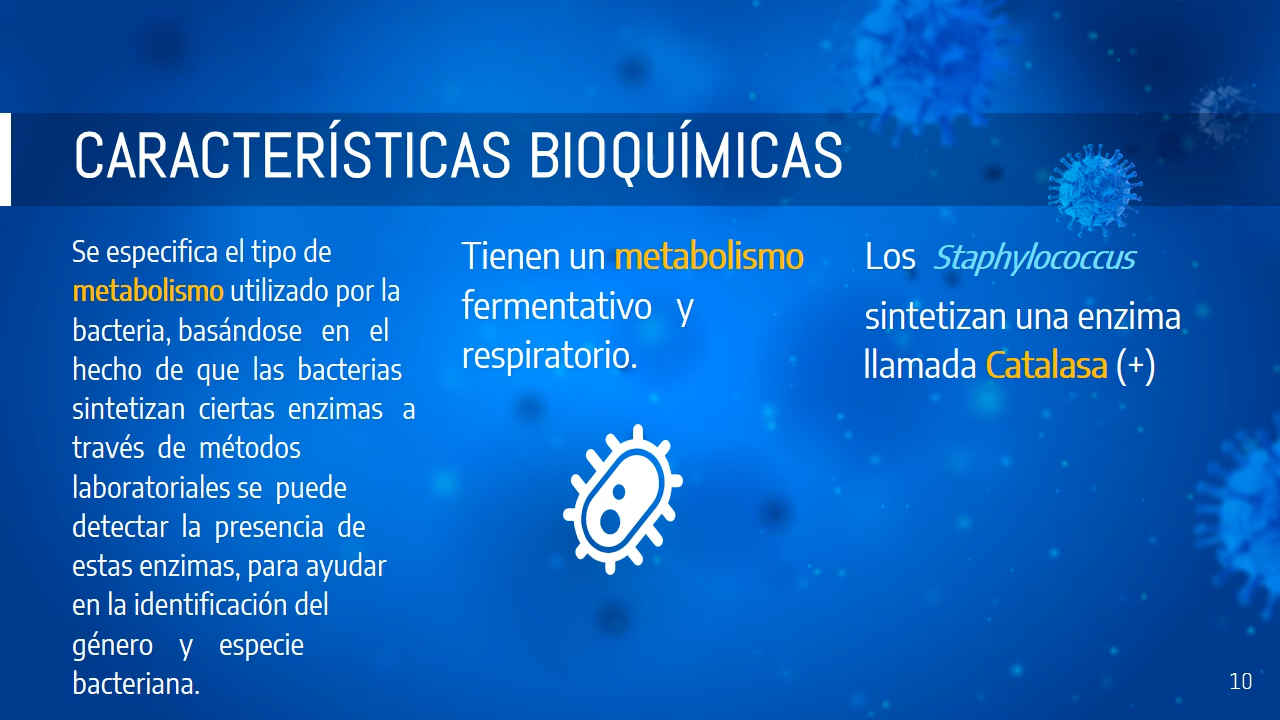 CARACTERÍSTICAS BIOQUÍMICAS
Se especifica el tipo de
metabolismo utilizado por la
bacteria, basándose en el
hecho de que las bacterias
sintetizan ciertas enzimas a
través de métodos
laboratoriales se puede
detectar la presencia de
estas enzimas, para ayudar
en la identificación del
género y especie
bacteriana.
Tienen un metabolismo
fermentativo y
respiratorio.
Los Staphylococcus
sintetizan una enzima
llamada Catalasa (+)
10